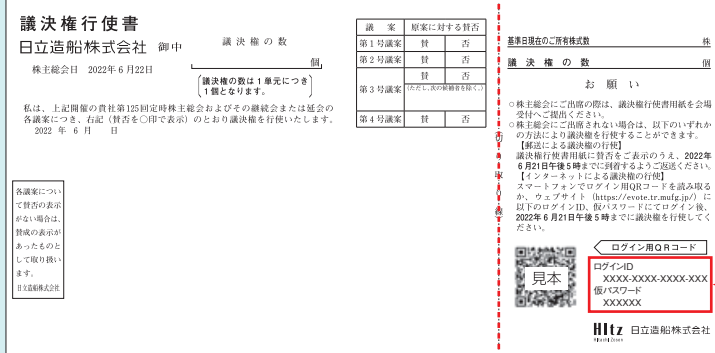 議決権行使書
日立造船株式会社 御中
株主総会日 2022年6月22日
議決権の数
個
議決権の数は1単元につき
1個となります。
私は、上記開催の貴社第125回定時株主総会およびその継続会または延会の
各議案につき、右記（賛否を○印で表示）のとおり議決権を行使いたします。
2022 年 6 月 日
各議案につい
て賛否の表示
がない場合は、
賛成の表示が
あったものと
して取り扱い
ます。
日立造船株式会社
議案 原案に対する賛否
第1号議案 賛 否
第2号議案 賛 否
第3号議案 賛 否
(ただし、次の候補者を除く。)
第4号議案 賛 否
切り取り線
基準日現在のご所有株式数 株
議決権の数 個
お願い
○株主総会にご出席の際は、議決権行使書用紙を会場
受付へご提出ください。
○株主総会にご出席されない場合は、以下のいずれか
の方法により議決権を行使することができます。
【郵送による議決権の行使】
議決権行使書用紙に賛否をご表示のうえ、2022年
6月21日午後5時までに到着するようご返送ください。
【インターネットによる議決権の行使】
スマートフォンでログイン用QRコードを読み取る
か、ウェブサイト（https://evote.tr.mufg.jp/）に
以下のログインID、仮パスワードにてログイン後、
2022年6月21日午後5時までに議決権を行使してく
ださい。
ログイン用QRコード
見本
ログインID
XXXX-XXXX-XXXX-XXX
仮パスワード
XXXXXX
Hitz 日立造船株式会社
Hitachi Zosen